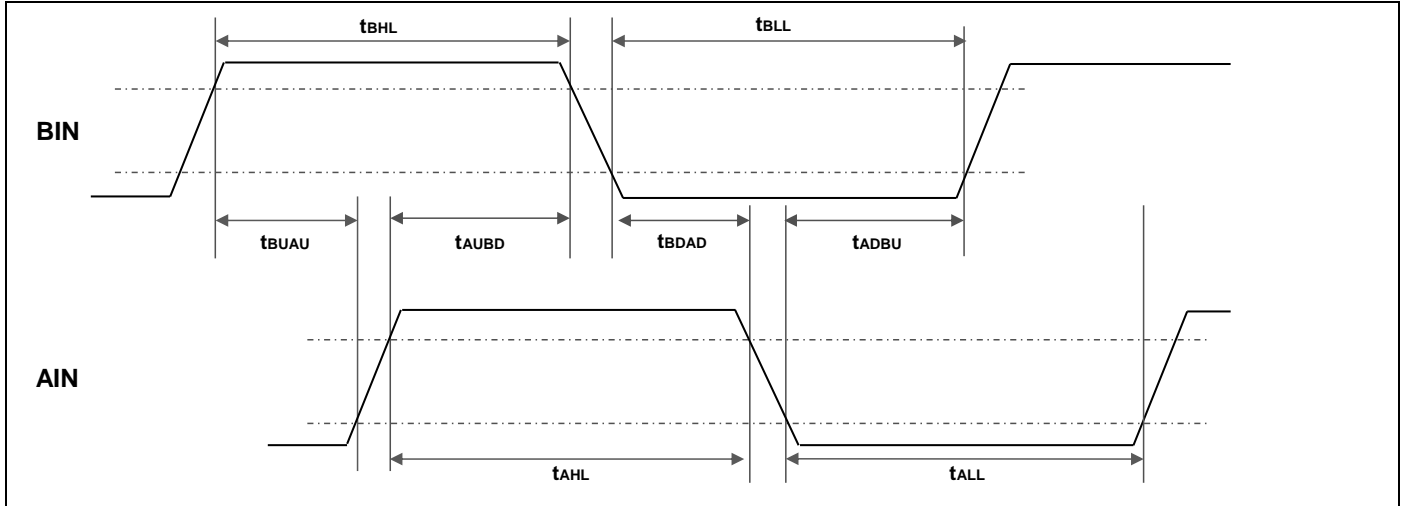 tBHL
tBLL
BIN
tBUAU
tAUBD
tBDAD
tADBU
AIN
tAHL
tALL